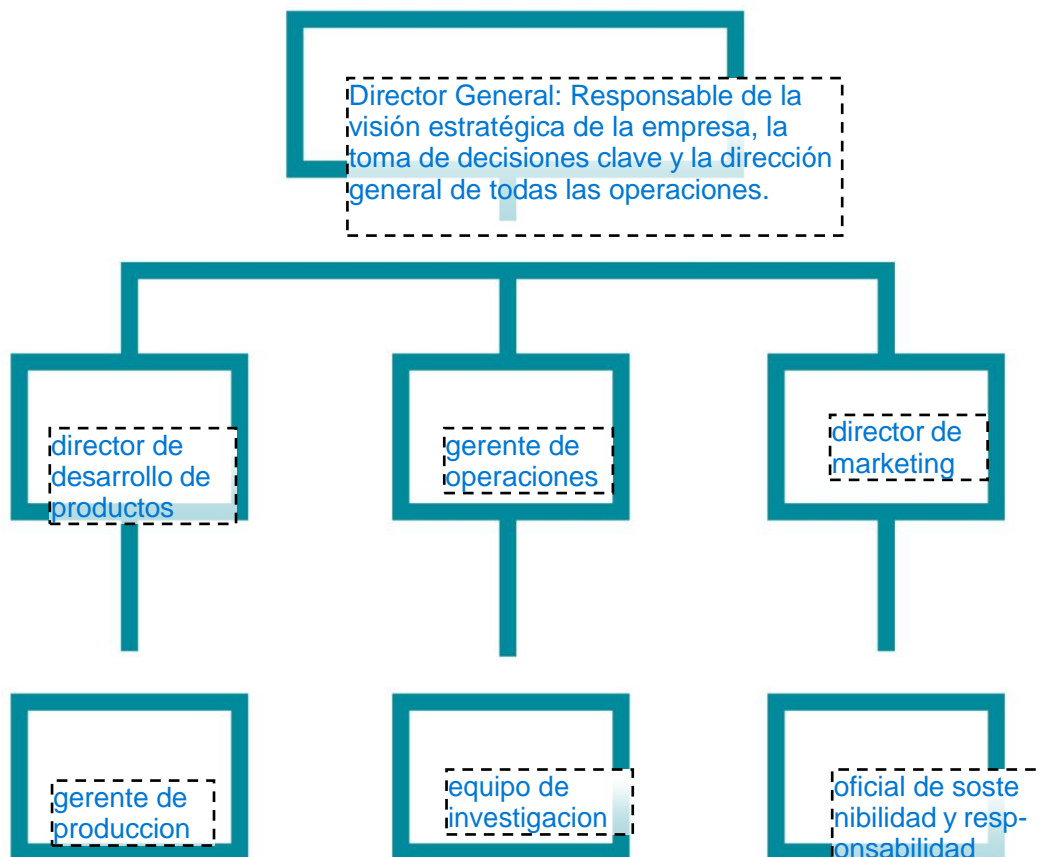 Director General: Responsable de la
visión estratégica de la empresa, la
toma de decisiones clave y la dirección
general de todas las operaciones.
director de
desarrollo de
productos
gerente de
operaciones
director de
marketing
gerente de
produccion
equipo de
investigacion
oficial de soste
nibilidad y resp-
onsabilidad